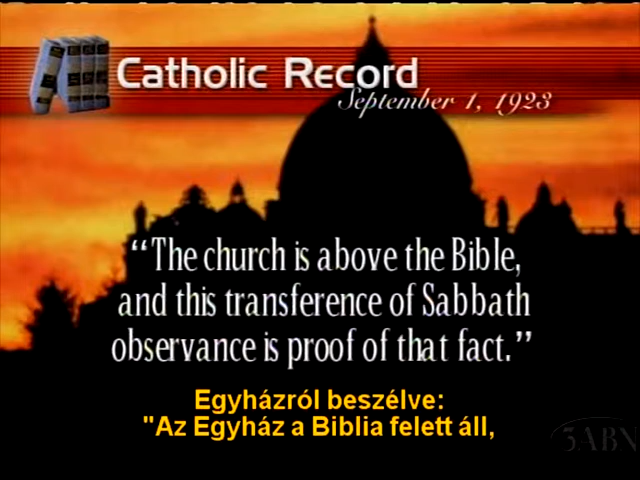 Catholic Record
September 1, 1923
“The church is above the Bible,
and this transference of Sabbath
observance is proof of that fact.”
Egyházról beszélve:
"Az Egyház a Biblia felett áll,
3ABN